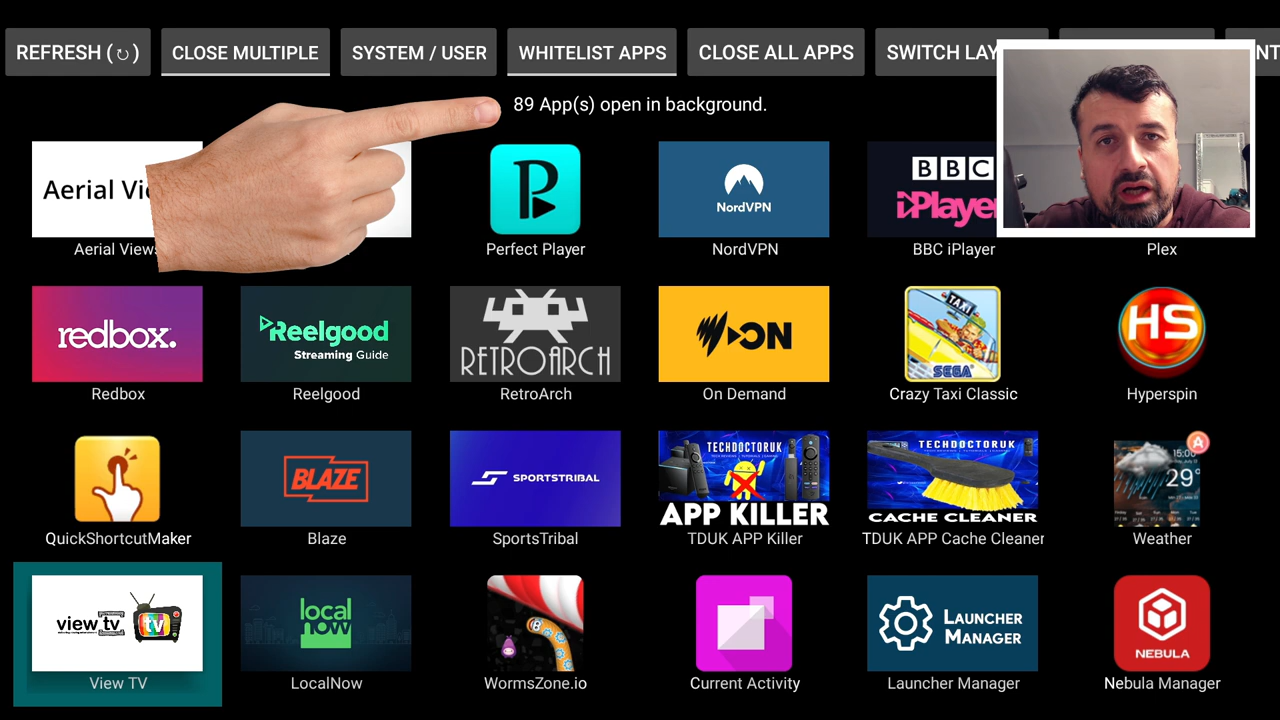 REFRESH (↻)
CLOSE MULTIPLE
SYSTEM / USER
WHITELIST APPS
CLOSE ALL APPS
SWITCH LAY
NT
89 App(s) open in background.
Aerial Vie
NordVPN
BBC
iPlayer
Aerial Views
Perfect Player
NordVPN
BBC iPlayer
Plex
redbox.
Reelgood
Streaming Guide
RETROARCH
ON
TAXI
SEGA
HS
Redbox
Reelgood
RetroArch
On Demand
Crazy Taxi Classic
Hyperspin
BLAZE
SPORTSTRIBAL
TECHDOCTORUK
APP KILLER
TECHDOCTORUK
CACHE CLEANER
15:00
29°
QuickShortcutMaker
Blaze
SportsTribal
TDUK APP Killer
TDUK APP Cache Cleaner
Weather
view tv
tv
local
now
LAUNCHER
MANAGER
NEBULA
View TV
LocalNow
WormsZone.io
Current Activity
Launcher Manager
Nebula Manager